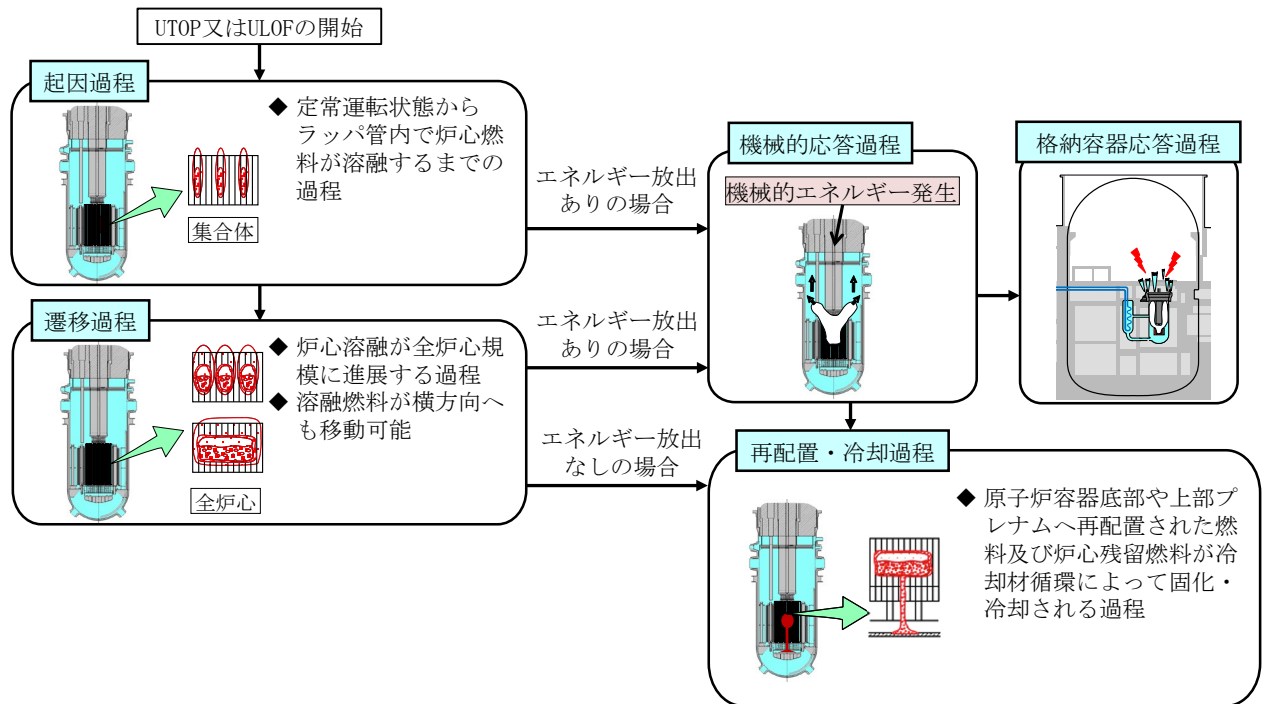 UTOP又はULOFの開始
起因過程
◆ 定常運転状態から
ラッパ管内で炉心燃
料が溶融するまでの
過程
集合体
エネルギー放出
ありの場合
遷移過程
◆ 炉心溶融が全炉心規
模に進展する過程
◆ 溶融燃料が横方向へ
も移動可能
全炉心
エネルギー放出
ありの場合
エネルギー放出
なしの場合
機械的応答過程
機械的エネルギー発生
格納容器応答過程
再配置・冷却過程
◆ 原子炉容器底部や上部プ
レナムへ再配置された燃
料及び炉心残留燃料が冷
却材循環によって固化・
冷却される過程